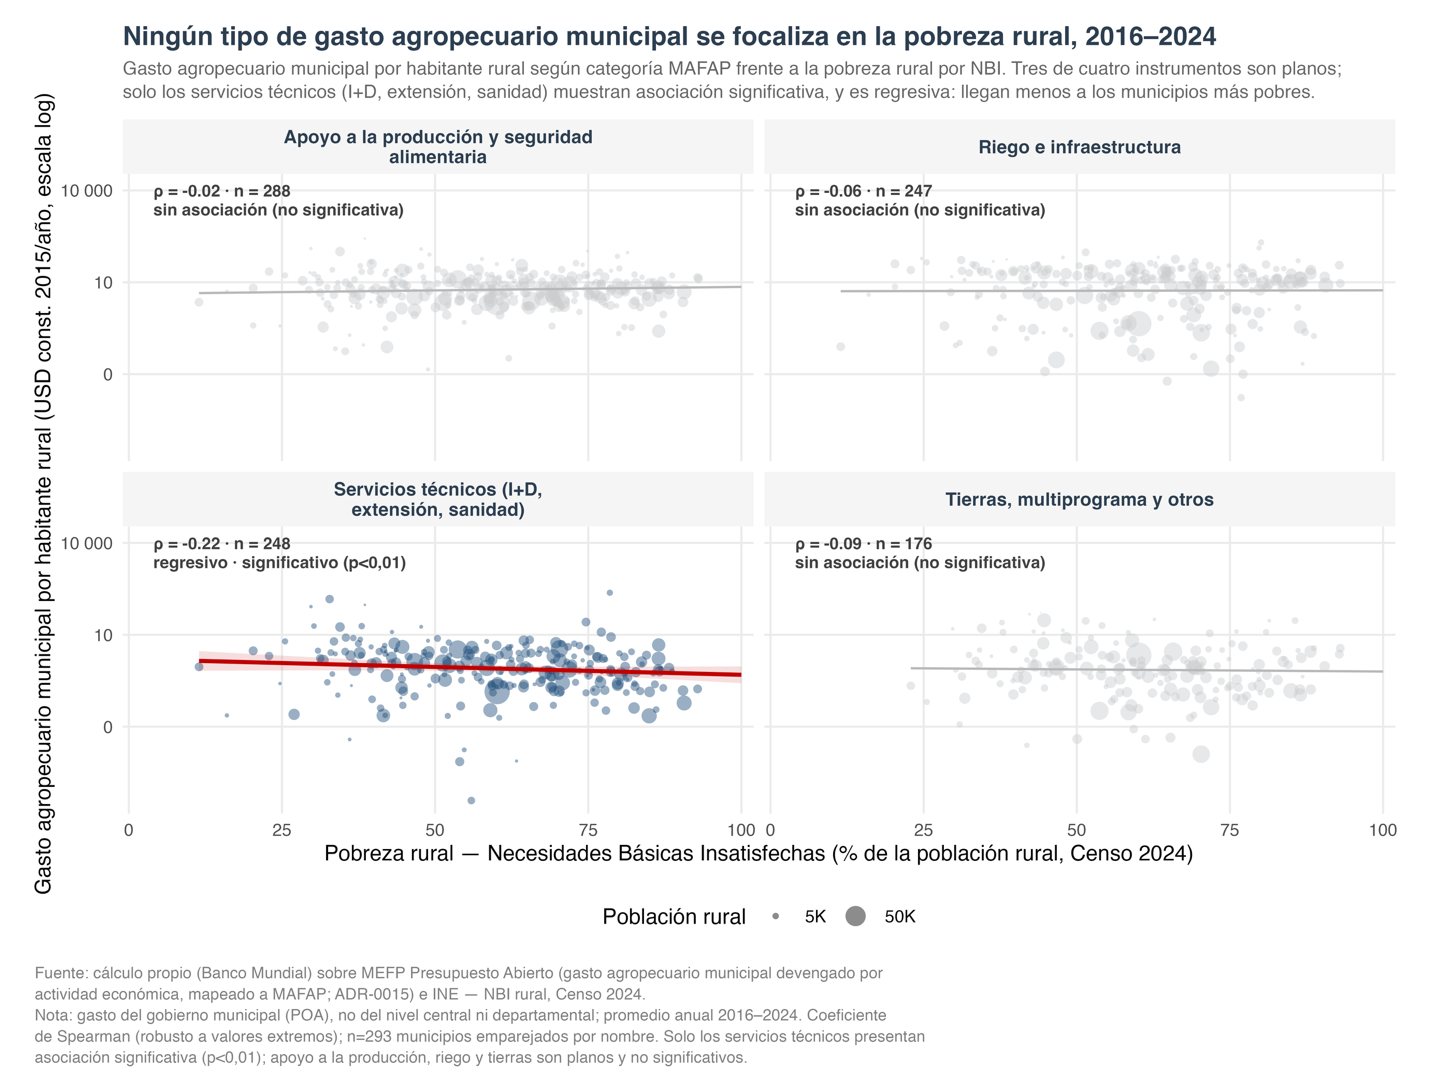 Ningún tipo de gasto agropecuario municipal se focaliza en la pobreza rural, 2016–2024
Gasto agropecuario municipal por habitante rural según categoría MAFAP frente a la pobreza rural por NBI. Tres de cuatro instrumentos son planos;
solo los servicios técnicos (I+D, extensión, sanidad) muestran asociación significativa, y es regresiva: llegan menos a los municipios más pobres.
Gasto agropecuario municipal por habitante rural (USD const. 2015/año, escala log)
Apoyo a la producción y seguridad
alimentaria
ρ = -0.02 · n = 288
sin asociación (no significativa)
10 000
10
0
Riego e infraestructura
ρ = -0.06 · n = 247
sin asociación (no significativa)
Servicios técnicos (I+D,
extensión, sanidad)
ρ = -0.22 · n = 248
regresivo · significativo (p<0,01)
10 000
10
0
Tierras, multiprograma y otros
ρ = -0.09 · n = 176
sin asociación (no significativa)
0 25 50 75 100 0 25 50 75 100
Pobreza rural — Necesidades Básicas Insatisfechas (% de la población rural, Censo 2024)
Población rural 5K 50K
Fuente: cálculo propio (Banco Mundial) sobre MEFP Presupuesto Abierto (gasto agropecuario municipal devengado por
actividad económica, mapeado a MAFAP; ADR-0015) e INE — NBI rural, Censo 2024.
Nota: gasto del gobierno municipal (POA), no del nivel central ni departamental; promedio anual 2016–2024. Coeficiente
de Spearman (robusto a valores extremos); n=293 municipios emparejados por nombre. Solo los servicios técnicos presentan
asociación significativa (p<0,01); apoyo a la producción, riego y tierras son planos y no significativos.